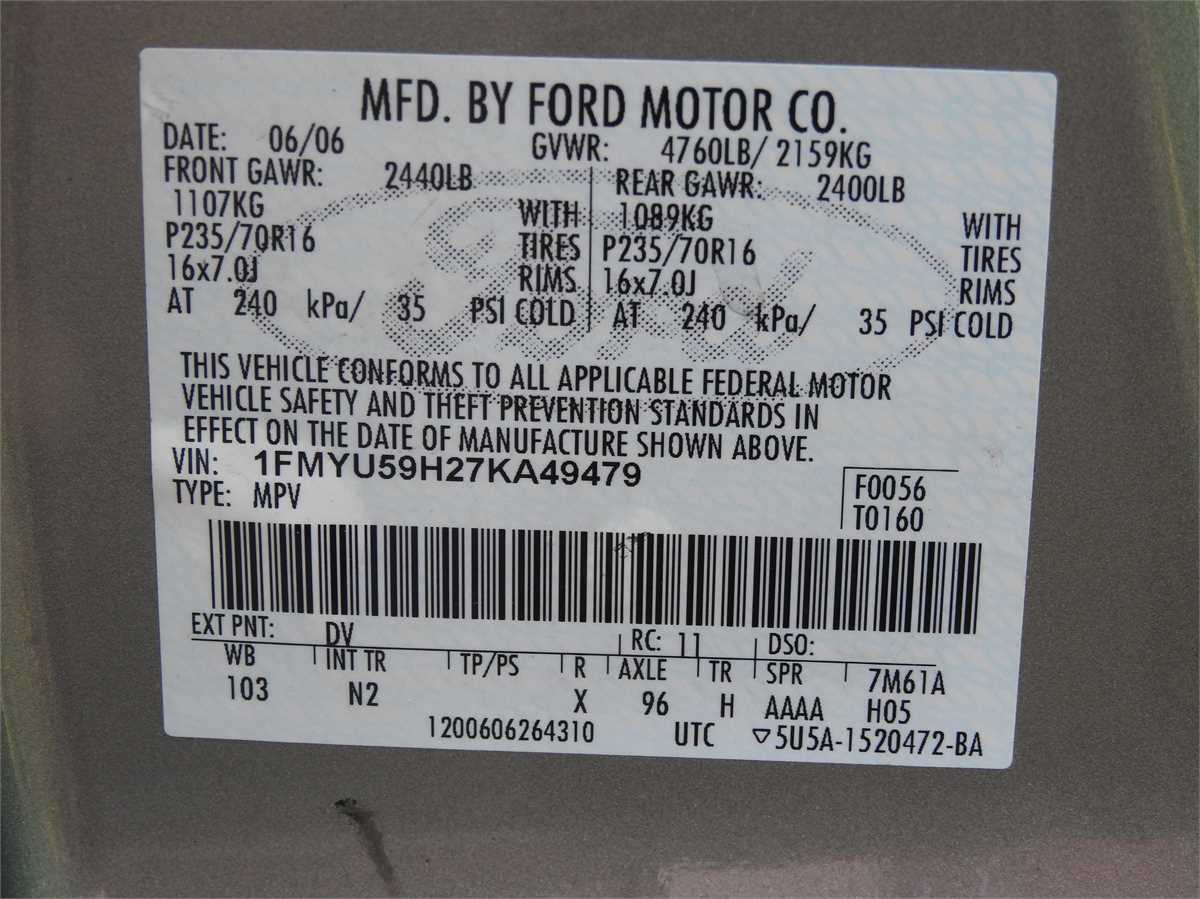 MFD. BY FORD MOTOR CO.
DATE: 06/06 GVWR: 4760LB/ 2159KG
FRONT GAWR: 2440LB REAR GAWR: 2400LB
1107KG WITH 1089KG WITH
P235/70R16 TIRES P235/70R16 TIRES
16x7.0J RIMS 16x7.0J RIMS
AT 240 kPa/ 35 PSI COLD AT 240 kPa/ 35 PSI COLD
Ford
THIS VEHICLE CONFORMS TO ALL APPLICABLE FEDERAL MOTOR
VEHICLE SAFETY AND THEFT PREVENTION STANDARDS IN
EFFECT ON THE DATE OF MANUFACTURE SHOWN ABOVE.
VIN: 1FMYU59H27KA49479
TYPE: MPV
F0056
T0160
EXT PNT: DV RC: 11 DSO:
WB INT TR TP/PS R AXLE TR SPR 7M61A
103 N2 X 96 H AAAA H05
1200606264310 UTC ▽5U5A-1520472-BA